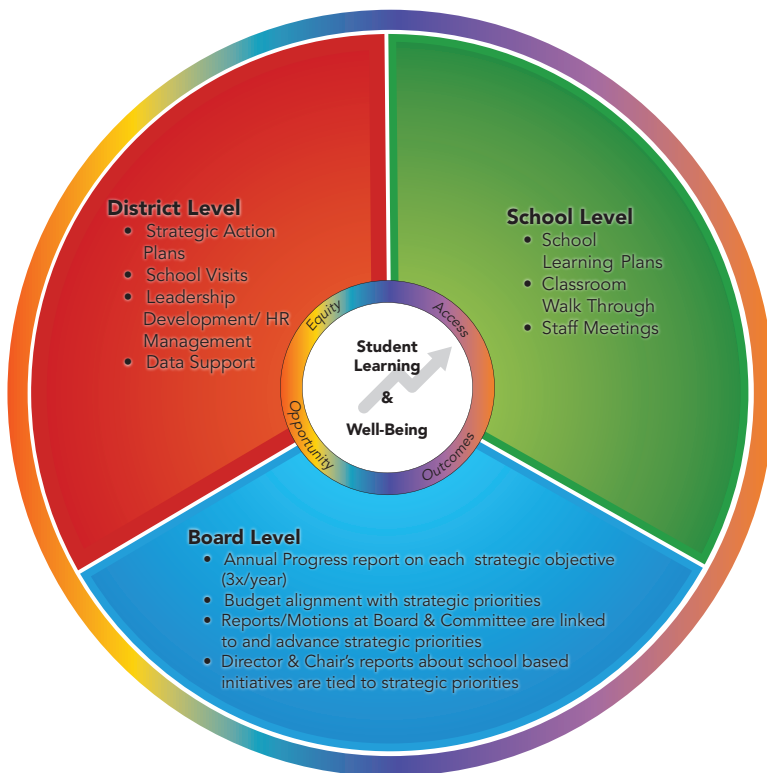 District Level
• Strategic Action
Plans
• School Visits
• Leadership
Development/ HR
Management
• Data Support
School Level
• School
Learning Plans
• Classroom
Walk Through
• Staff Meetings
Equity
Access
Student
Learning
&
Well-Being
Opportunity
Outcomes
Board Level
• Annual Progress report on each strategic objective
(3x/year)
• Budget alignment with strategic priorities
• Reports/Motions at Board & Committee are linked
to and advance strategic priorities
• Director & Chair’s reports about school based
initiatives are tied to strategic priorities